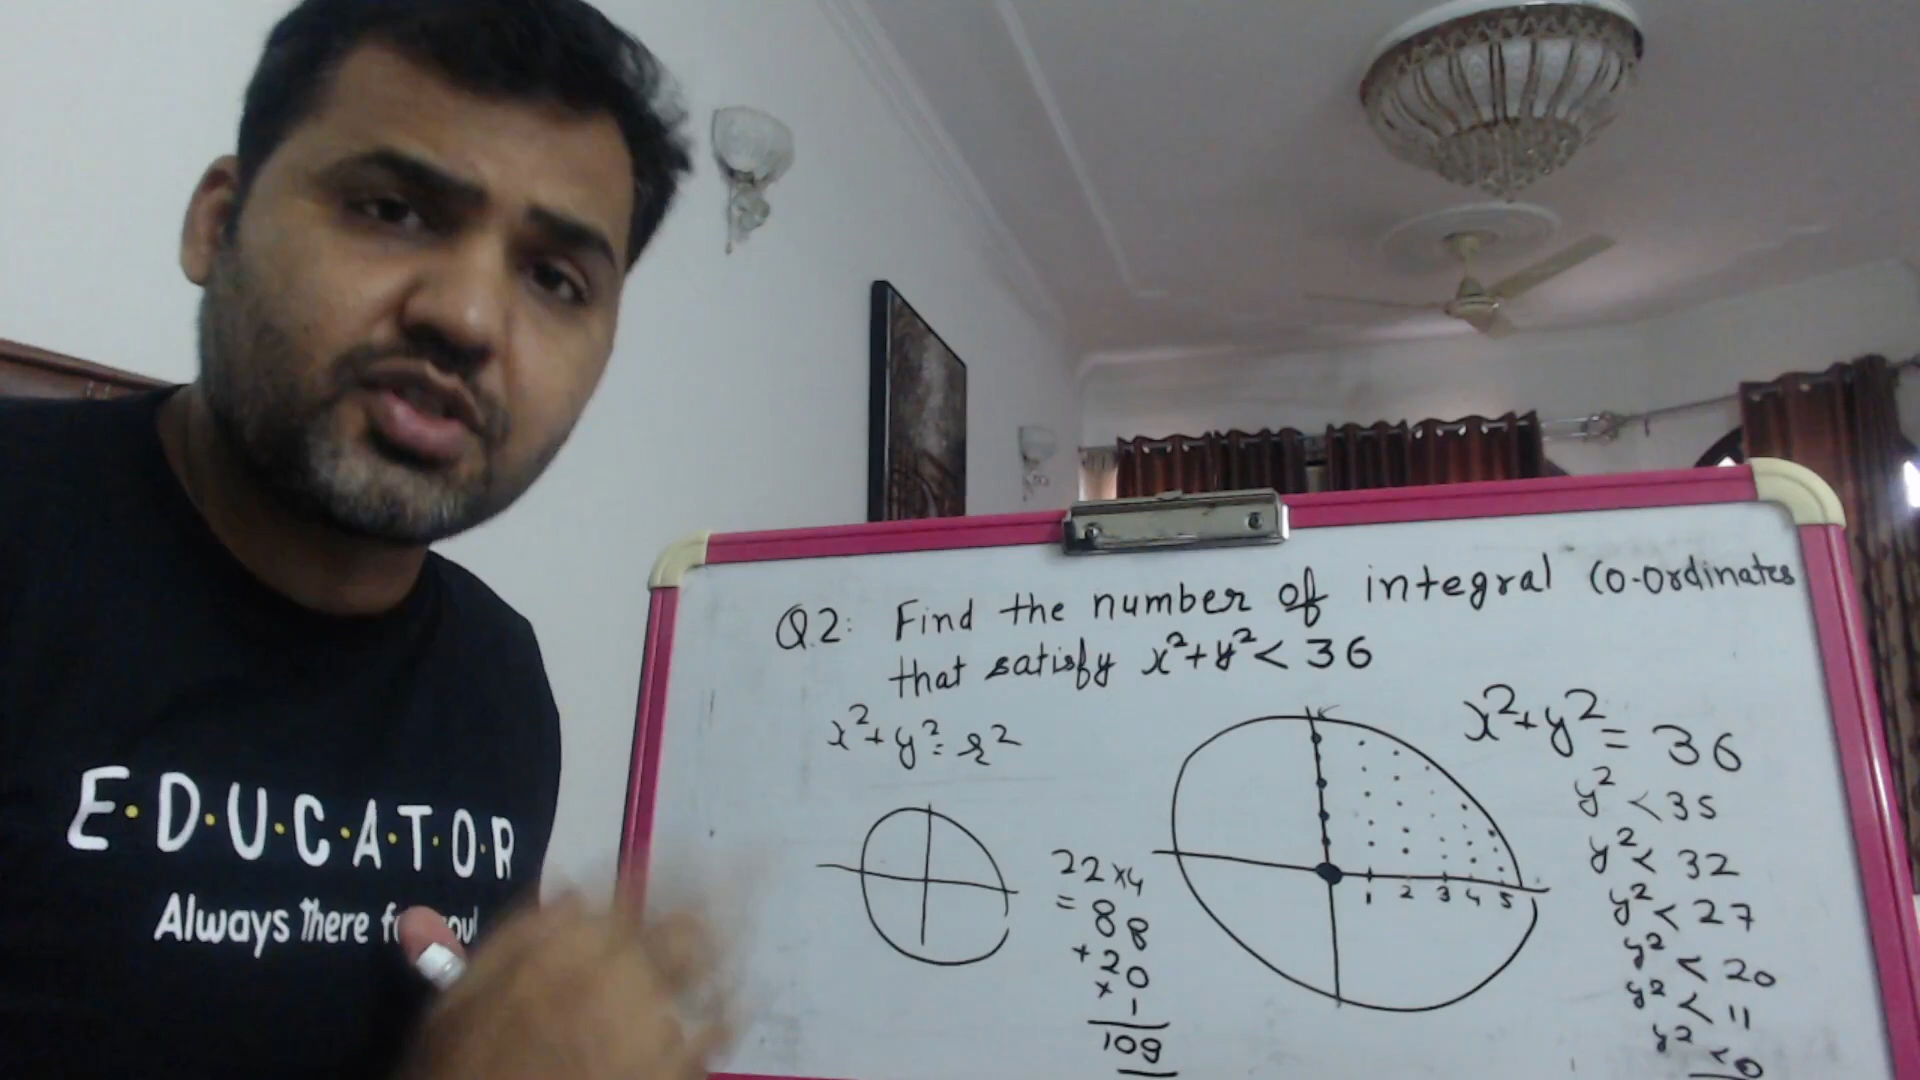 E·D·U·C·A·T·O·R
Always There
Q.2: Find the number of integral Co-ordinates
that satisfy x²+y² < 36
x²+y² = r²
x²+y² = 36
y² < 35
y² < 32
y² < 27
y² < 20
y² < 11
y² < 0
22×4
= 88
+ 20
+ 1
109
1 2 3 4 5